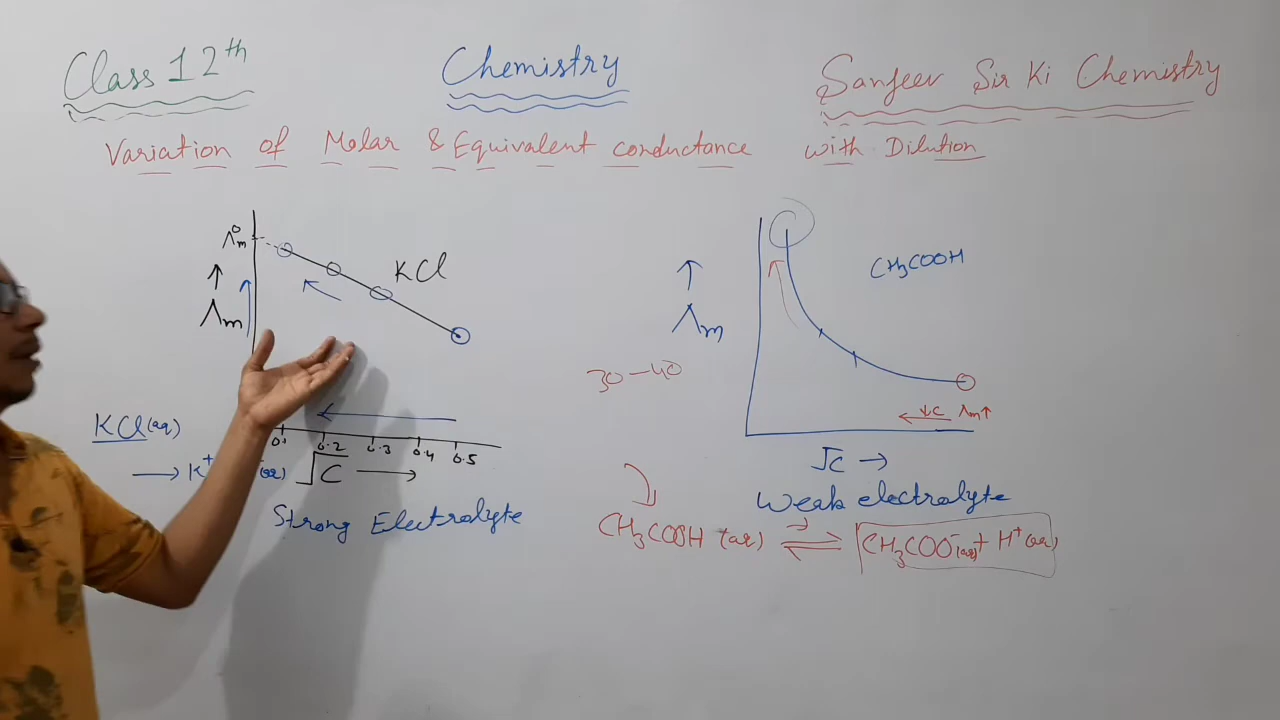 Class 12th Chemistry Sanjeev Sir Ki Chemistry
Variation of Molar & Equivalent conductance with Dilution
Λ°m
↑
Λm
KCl
KCl(aq)
→ K⁺
(aq)
0.2 0.3 0.4 0.5
√C →
Strong Electrolyte
↑
Λm
CH₃COOH
30-40
↓C Λm↑
√C →
Weak electrolyte
CH₃COOH (aq) ⇌ CH₃COO⁻(aq) + H⁺(aq)